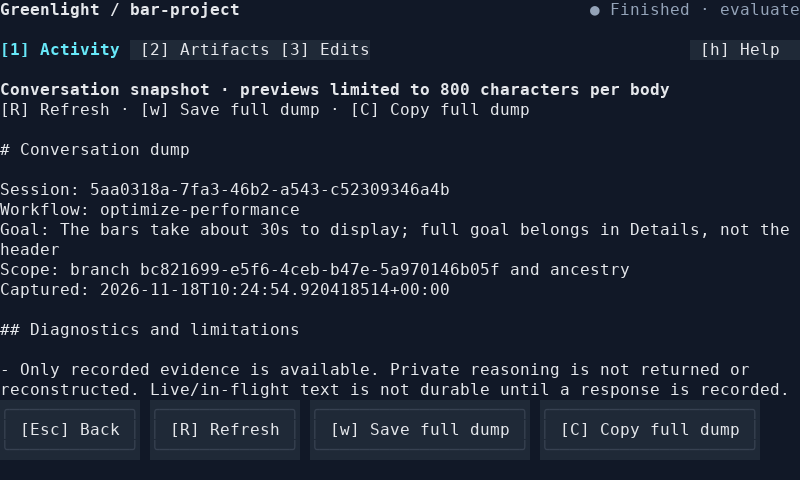 Greenlight / bar-project ● Finished · evaluate
[1] Activity [2] Artifacts [3] Edits [h] Help
Conversation snapshot · previews limited to 800 characters per body
[R] Refresh · [w] Save full dump · [C] Copy full dump
# Conversation dump
Session: 5aa0318a-7fa3-46b2-a543-c52309346a4b
Workflow: optimize-performance
Goal: The bars take about 30s to display; full goal belongs in Details, not the
header
Scope: branch bc821699-e5f6-4ceb-b47e-5a970146b05f and ancestry
Captured: 2026-11-18T10:24:54.920418514+00:00
## Diagnostics and limitations
- Only recorded evidence is available. Private reasoning is not returned or
reconstructed. Live/in-flight text is not durable until a response is recorded.
[Esc] Back [R] Refresh [w] Save full dump [C] Copy full dump